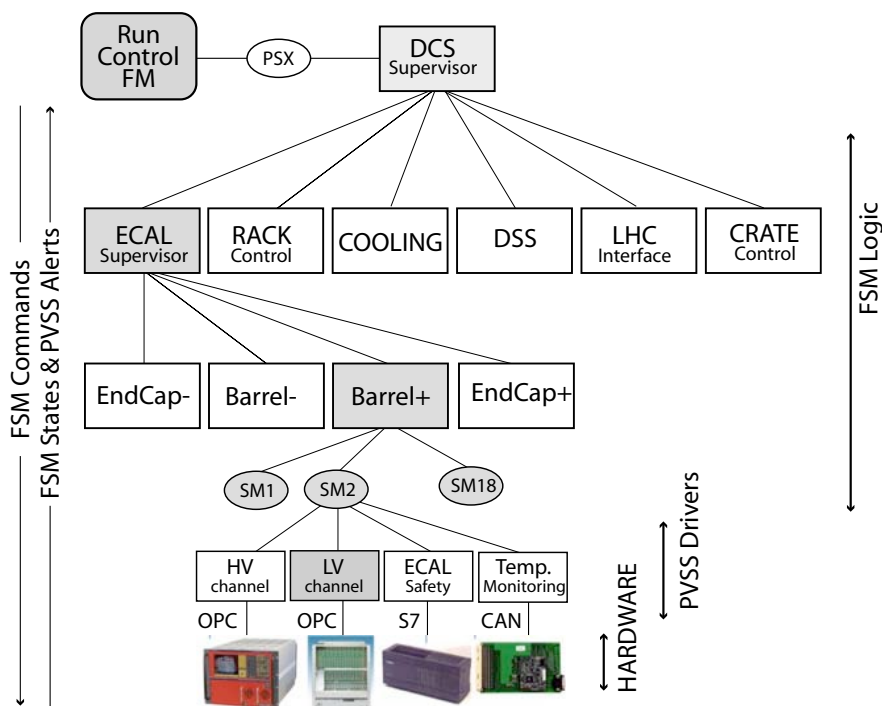 Run
Control
FM
PSX
DCS
Supervisor
ECAL
Supervisor
RACK
Control
COOLING
DSS
LHC
Interface
CRATE
Control
FSM Commands
FSM States & PVSS Alerts
FSM Logic
EndCap-
Barrel-
Barrel+
EndCap+
SM1
SM2
SM18
PVSS Drivers
HV
channel
LV
channel
ECAL
Safety
Temp.
Monitoring
OPC
OPC
S7
CAN
HARDWARE